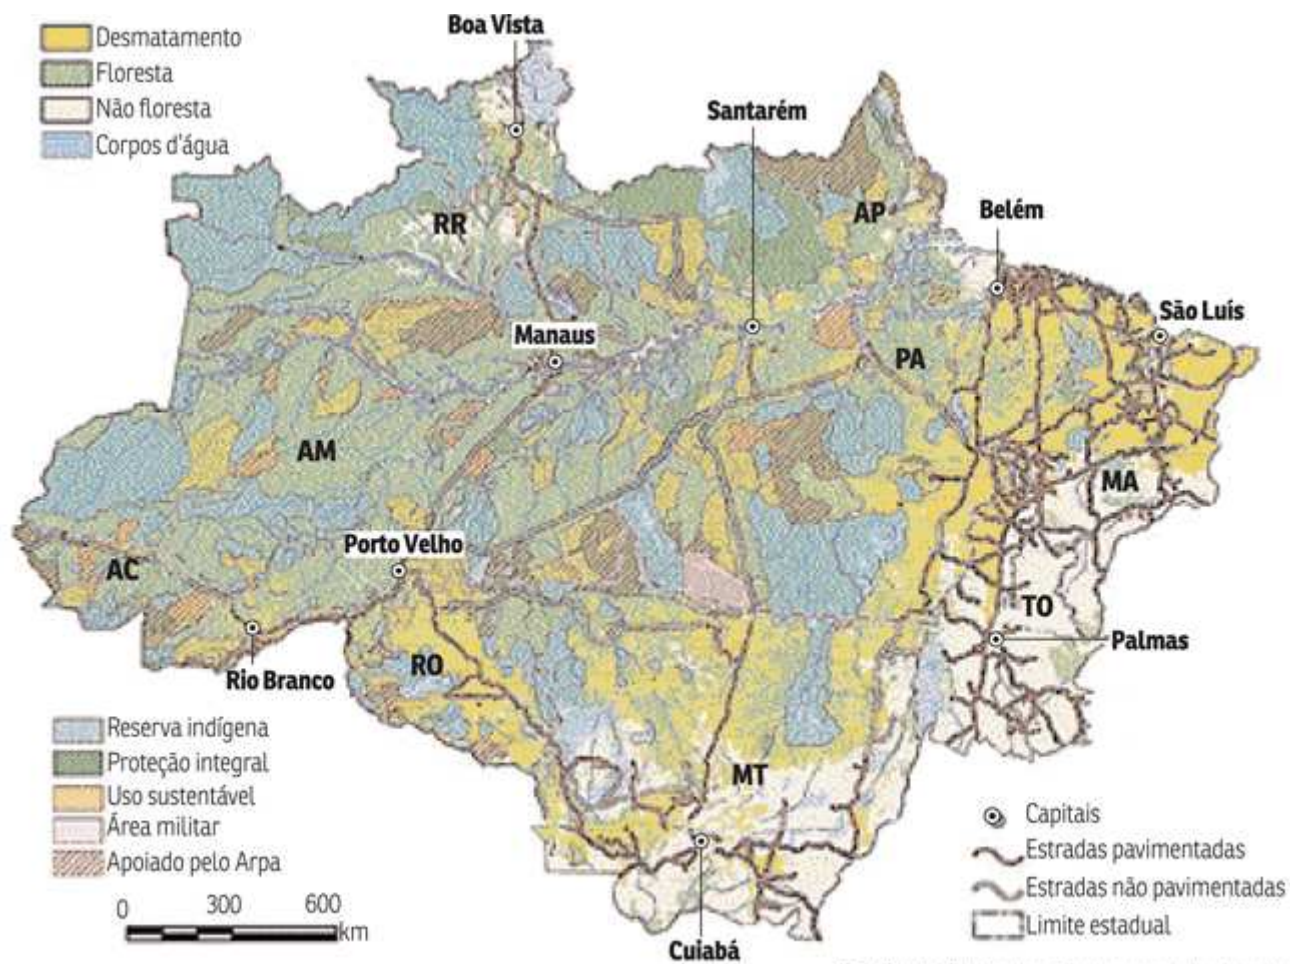 Desmatamento
Floresta
Não floresta
Corpos d'água
Boa Vista
Santarém
RR
AP
Belém
São Luís
Manaus
PA
AM
MA
Porto Velho
AC
TO
Palmas
RO
Rio Branco
MT
Cuiabá
Reserva indígena
Proteção integral
Uso sustentável
Área militar
Apoiado pelo Arpa
0 300 600
km
Capitais
Estradas pavimentadas
Estradas não pavimentadas
Limite estadual